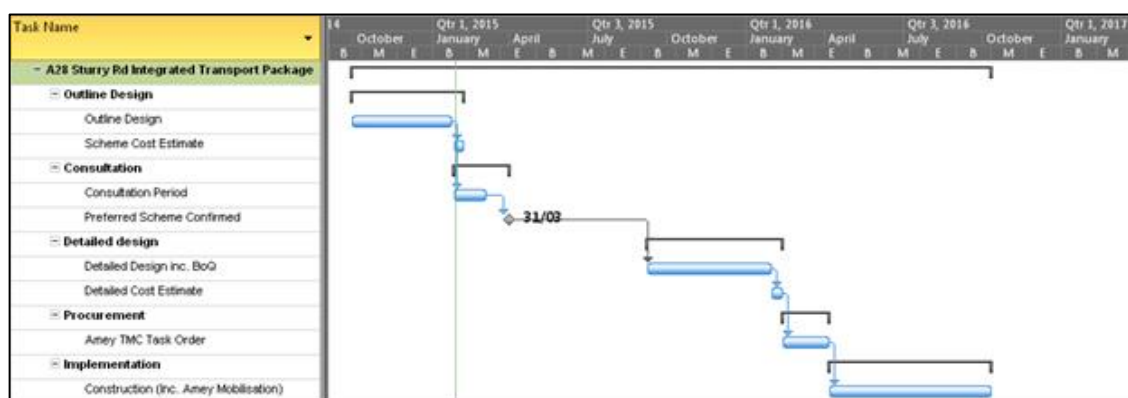 Task Name
14 Qtr 1, 2015 Qtr 3, 2015 Qtr 1, 2016 Qtr 3, 2016 Qtr 1, 2017
October January April July October January April July October January
B M E B M E B M E B M E B M E B M E B M
A28 Sturry Rd Integrated Transport Package
Outline Design
Outline Design
Scheme Cost Estimate
Consultation
Consultation Period
Preferred Scheme Confirmed 31/03
Detailed design
Detailed Design inc. BoQ
Detailed Cost Estimate
Procurement
Amey TMC Task Order
Implementation
Construction (Inc. Amey Mobilisation)